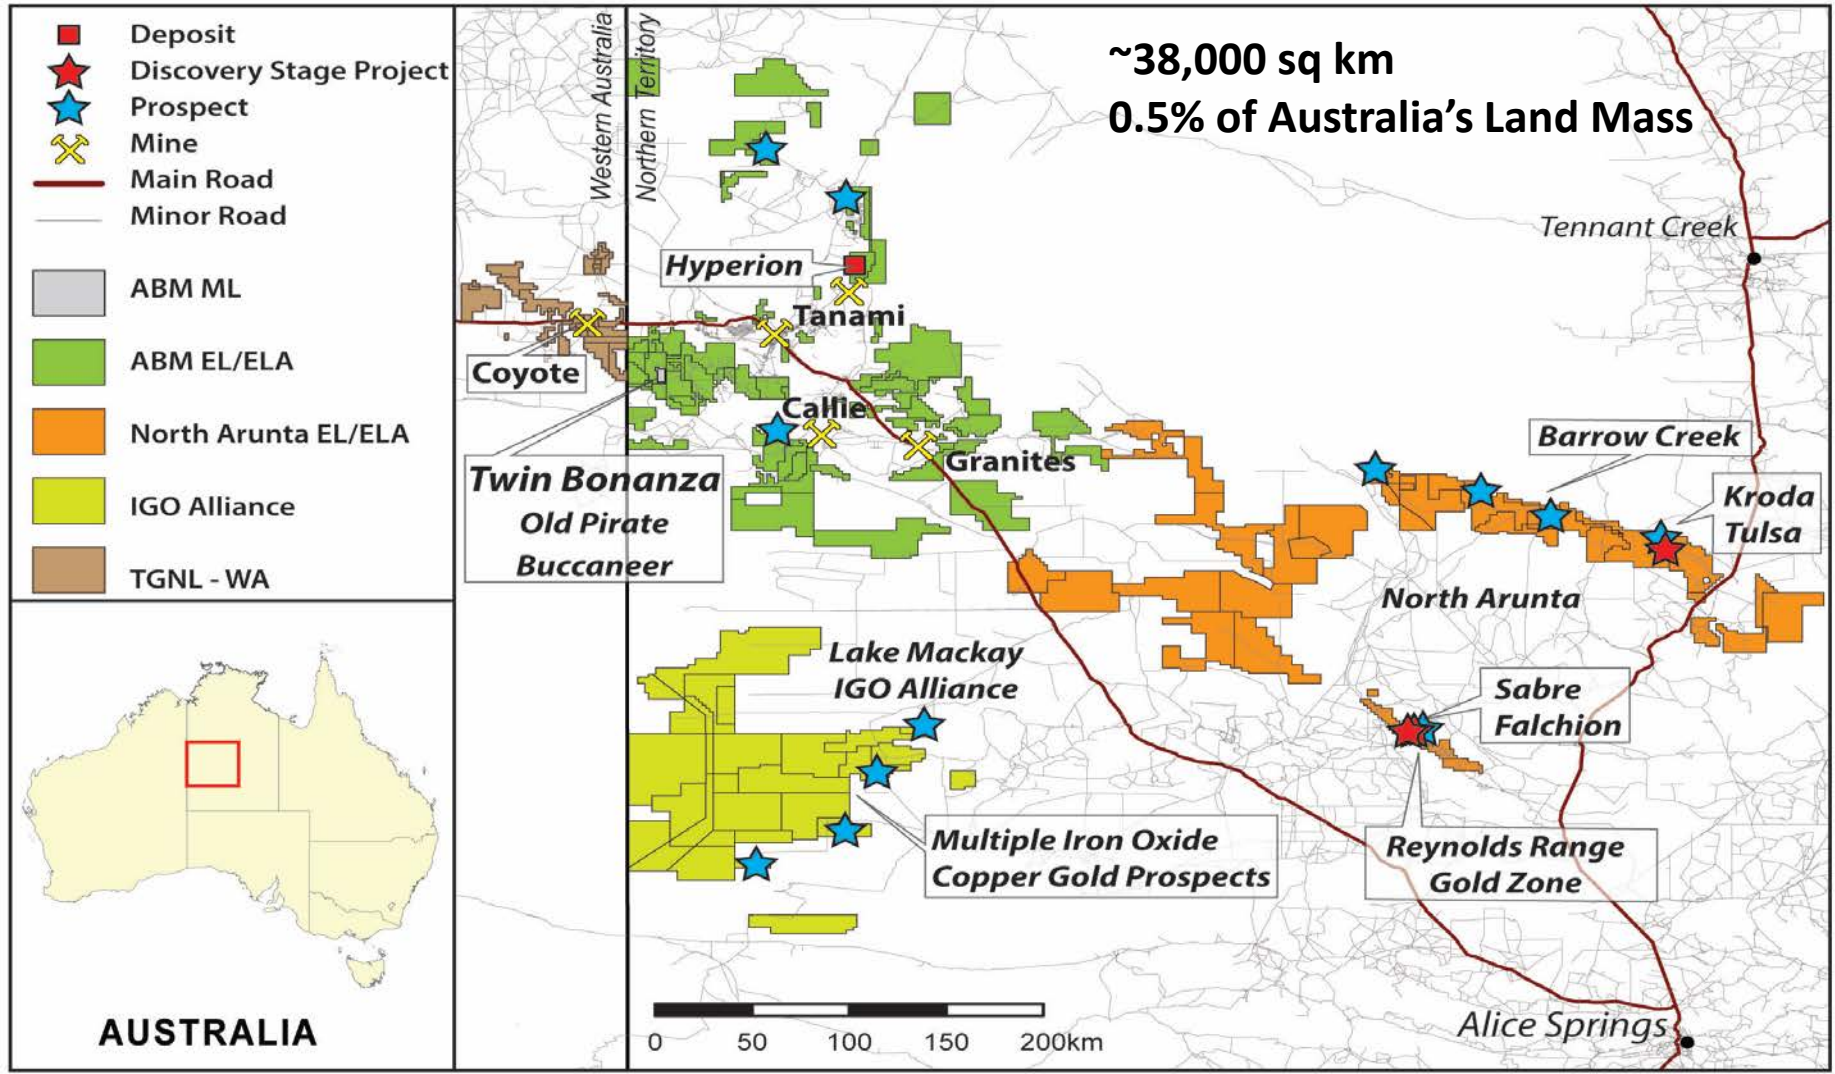 Deposit
Discovery Stage Project
Prospect
Mine
Main Road
Minor Road
ABM ML
ABM EL/ELA
North Arunta EL/ELA
IGO Alliance
TGNL - WA
AUSTRALIA
Western Australia
Northern Territory
~38,000 sq km
0.5% of Australia's Land Mass
Tennant Creek
Hyperion
Tanami
Coyote
Callie
Granites
Twin Bonanza
Old Pirate
Buccaneer
Barrow Creek
Kroda
Tulsa
North Arunta
Lake Mackay
IGO Alliance
Sabre
Falchion
Multiple Iron Oxide
Copper Gold Prospects
Reynolds Range
Gold Zone
Alice Springs
0 50 100 150 200km